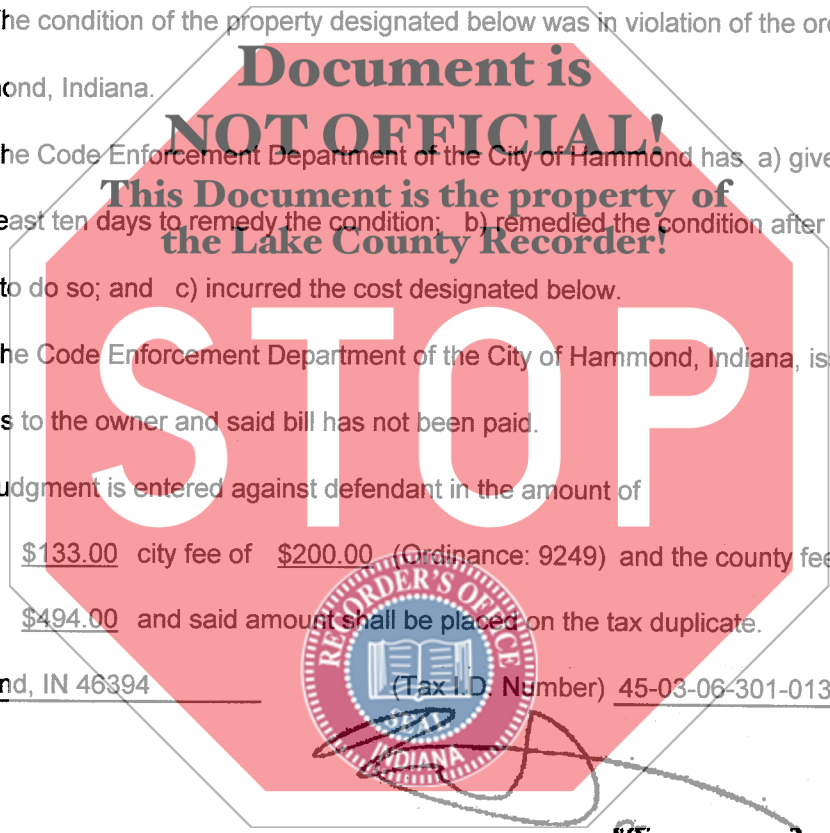 he condition of the property designated below was in violation of the ord
Document is
ond, Indiana.
NOT OFFICIAL!
he Code Enforcement Department of the City of Hammond has a) give
This Document is the property of
east ten days to remedy the condition; b) remedied the condition after
the Lake County Recorder!
to do so; and c) incurred the cost designated below.
STOP
he Code Enforcement Department of the City of Hammond, Indiana, is
s to the owner and said bill has not been paid.
udgment is entered against defendant in the amount of
$133.00 city fee of $200.00 (Ordinance: 9249) and the county fee
$494.00 and said amount shall be placed on the tax duplicate.
RECORDER'S OFFICE
nd, IN 46394 (Tax I.D. Number) 45-03-06-301-013
SEAL
INDIANA